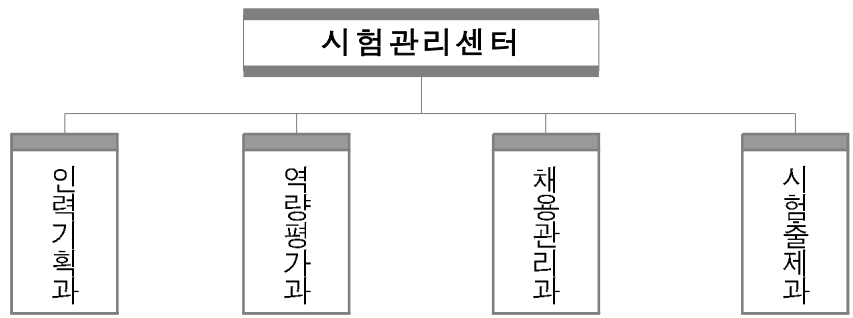 시험관리센터
인력기획과
역량평가과
채용관리과
시험출제과